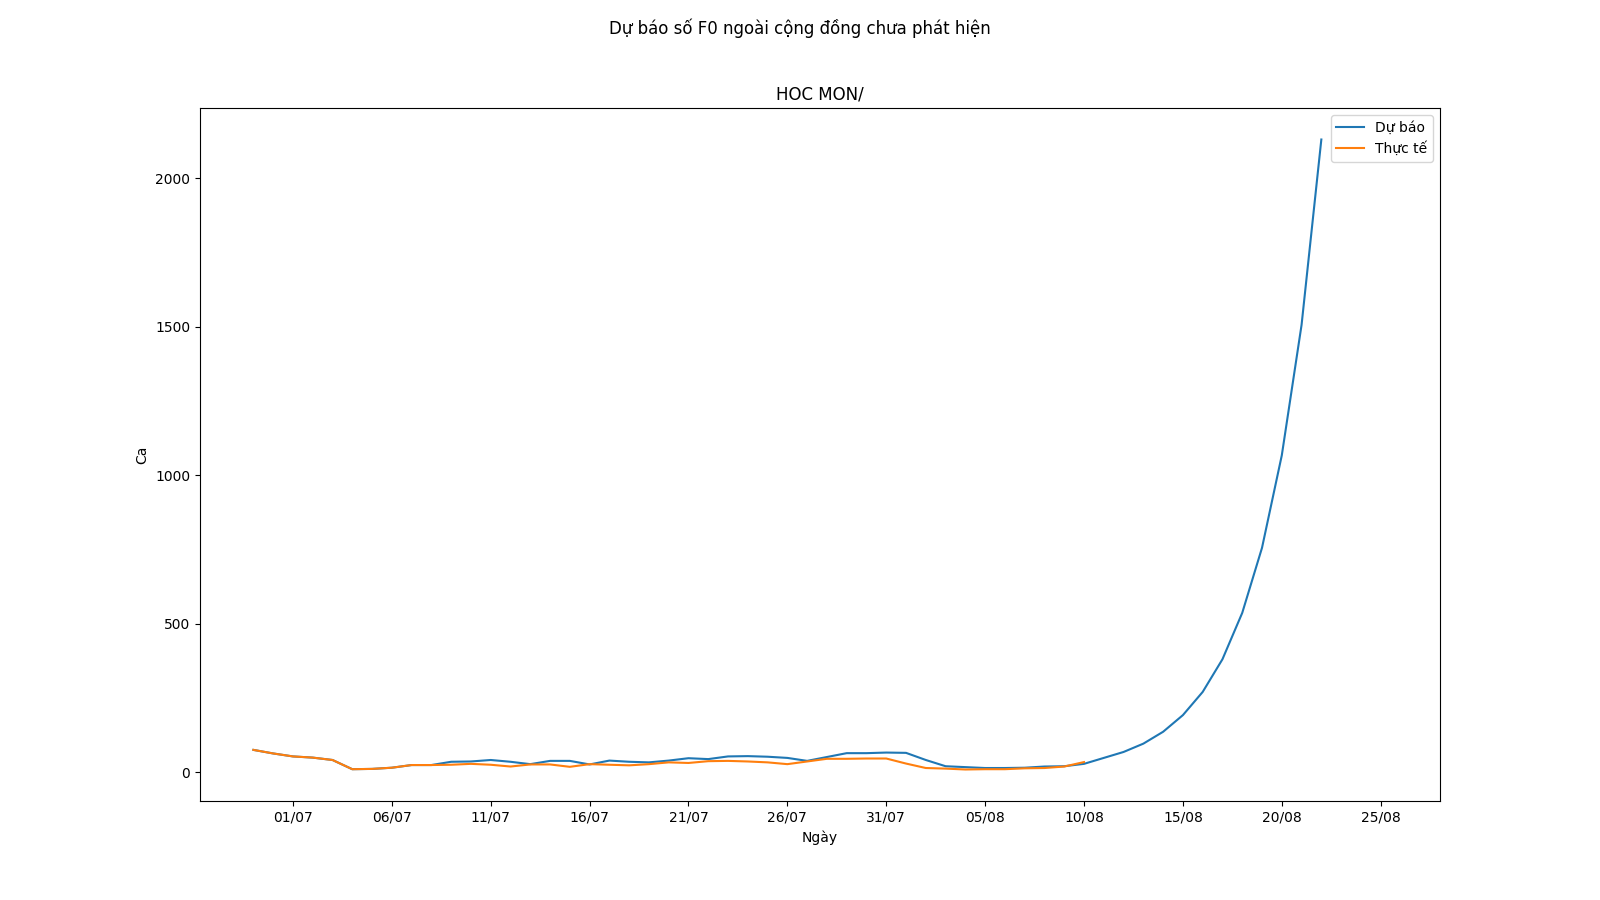 Dự báo số F0 ngoài cộng đồng chưa phát hiện
HOC MON/
Dự báo
Thực tế
2000
1500
1000
500
0
Ca
01/07 06/07 11/07 16/07 21/07 26/07 31/07 05/08 10/08 15/08 20/08 25/08
Ngày